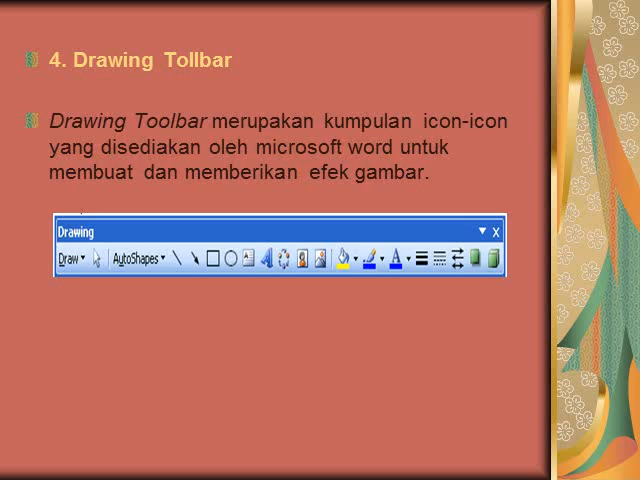 4. Drawing Tollbar
Drawing Toolbar merupakan kumpulan icon-icon
yang disediakan oleh microsoft word untuk
membuat dan memberikan efek gambar.
Drawing
Draw AutoShapes